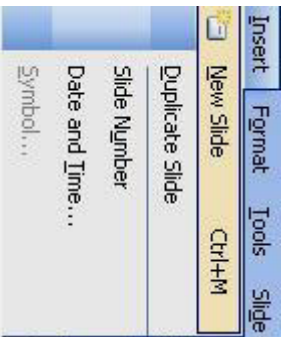 Insert Format Tools Slide
New Slide Ctrl+M
Duplicate Slide
Slide Number
Date and Time...
Symbol...